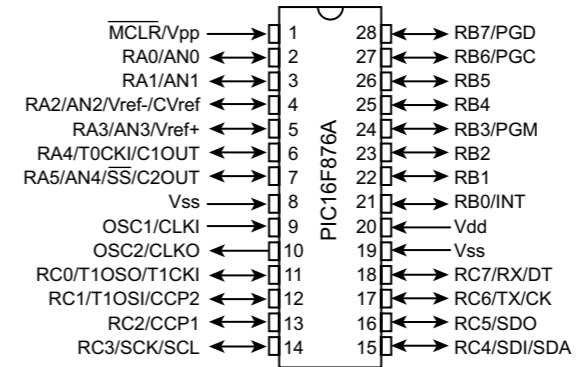 MCLR/Vpp 1 28 RB7/PGD
RA0/AN0 2 27 RB6/PGC
RA1/AN1 3 26 RB5
RA2/AN2/Vref-/CVref 4 25 RB4
RA3/AN3/Vref+ 5 24 RB3/PGM
RA4/T0CKI/C1OUT 6 23 RB2
RA5/AN4/SS/C2OUT 7 22 RB1
Vss 8 21 RB0/INT
OSC1/CLKI 9 20 Vdd
OSC2/CLKO 10 19 Vss
RC0/T1OSO/T1CKI 11 18 RC7/RX/DT
RC1/T1OSI/CCP2 12 17 RC6/TX/CK
RC2/CCP1 13 16 RC5/SDO
RC3/SCK/SCL 14 15 RC4/SDI/SDA
PIC16F876A